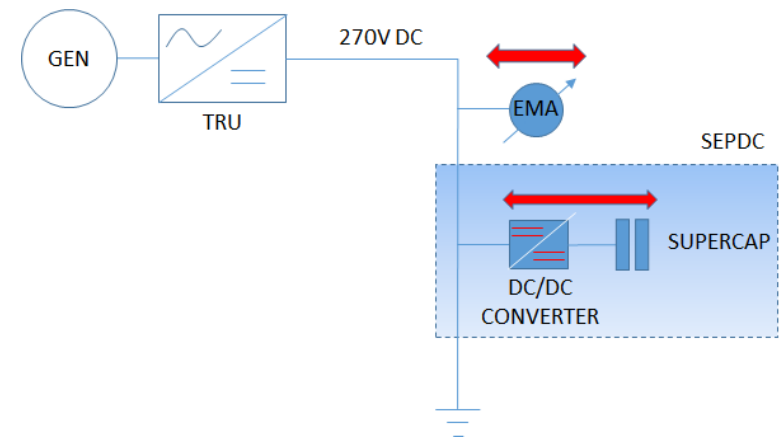 GEN
TRU
270V DC
EMA
SEPDC
SUPERCAP
DC/DC
CONVERTER